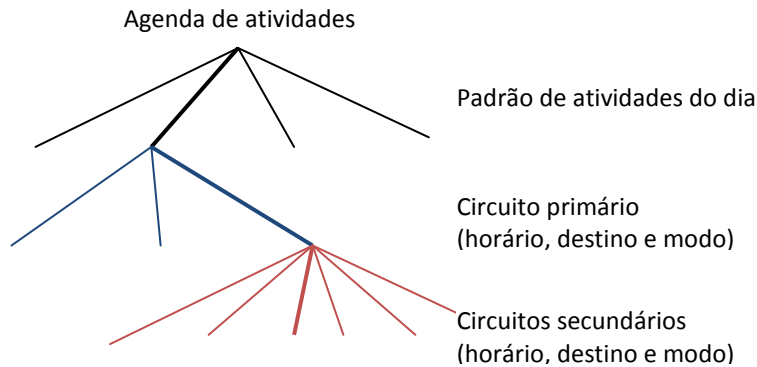 Agenda de atividades
Padrão de atividades do dia
Circuito primário
(horário, destino e modo)
Circuitos secundários
(horário, destino e modo)